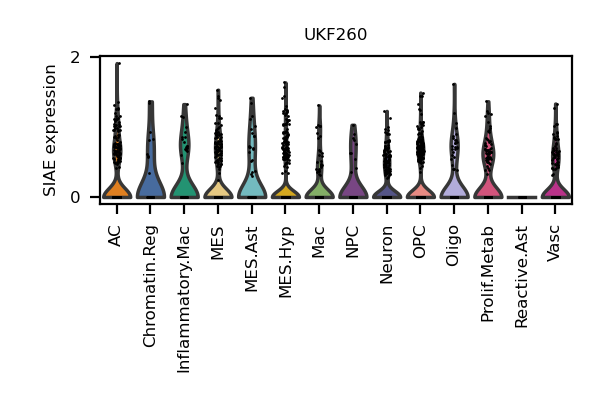 UKF260
SIAE expression
2
0
AC
Chromatin.Reg
Inflammatory.Mac
MES
MES.Ast
MES.Hyp
Mac
NPC
Neuron
OPC
Oligo
Prolif.Metab
Reactive.Ast
Vasc